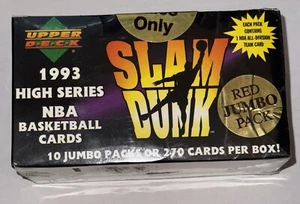 UPPER
DECK
1993
HIGH SERIES
NBA
BASKETBALL
CARDS
Only
SLAM
DUNK
EACH PACK
CONTAINS
1 NBA ALL-DIVISION
TEAM CARD
RED
JUMBO
PACK
10 JUMBO PACKS OR 270 CARDS PER BOX!